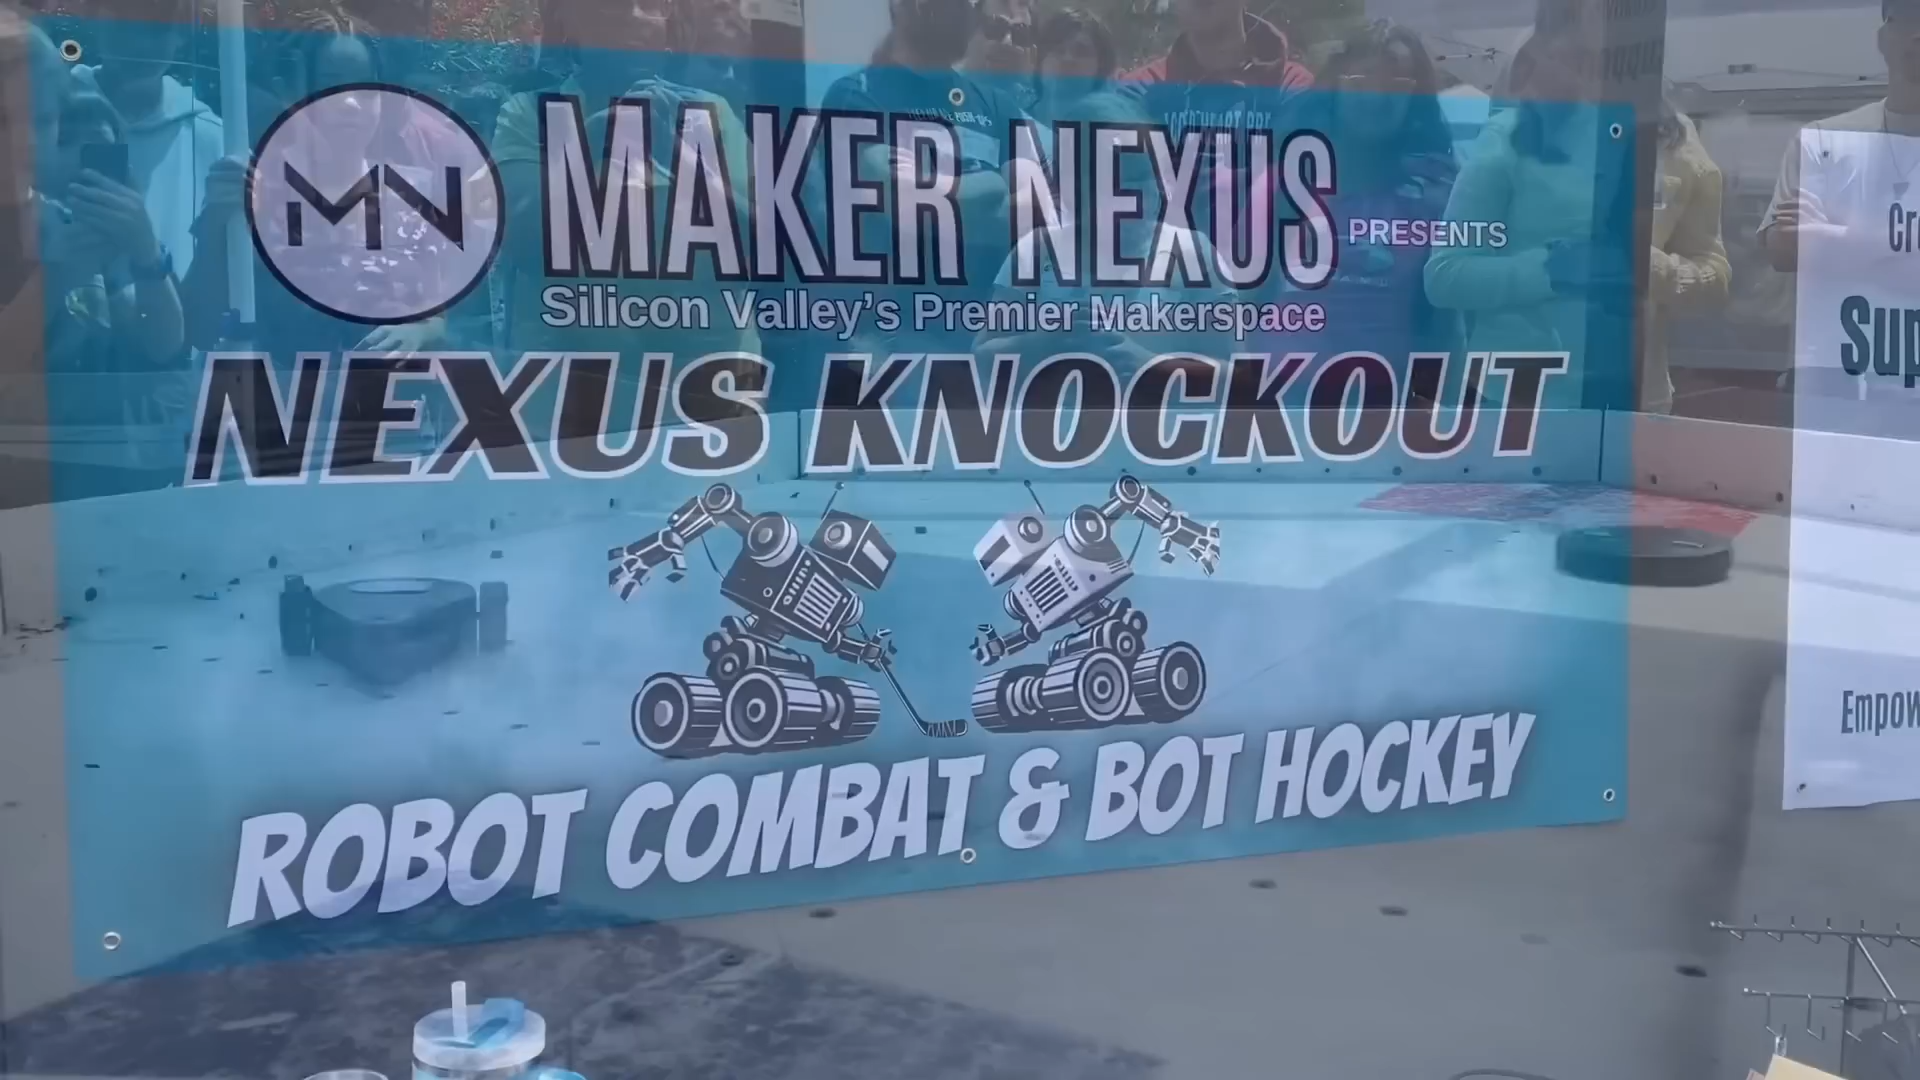 MN
MAKER NEXUS
PRESENTS
Silicon Valley's Premier Makerspace
NEXUS KNOCKOUT
ROBOT COMBAT & BOT HOCKEY